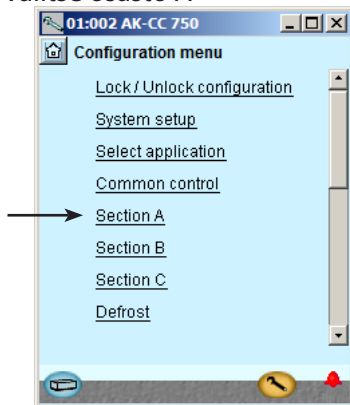 01:002 AK-CC 750
Configuration menu
Lock / Unlock configuration
System setup
Select application
Common control
Section A
Section B
Section C
Defrost